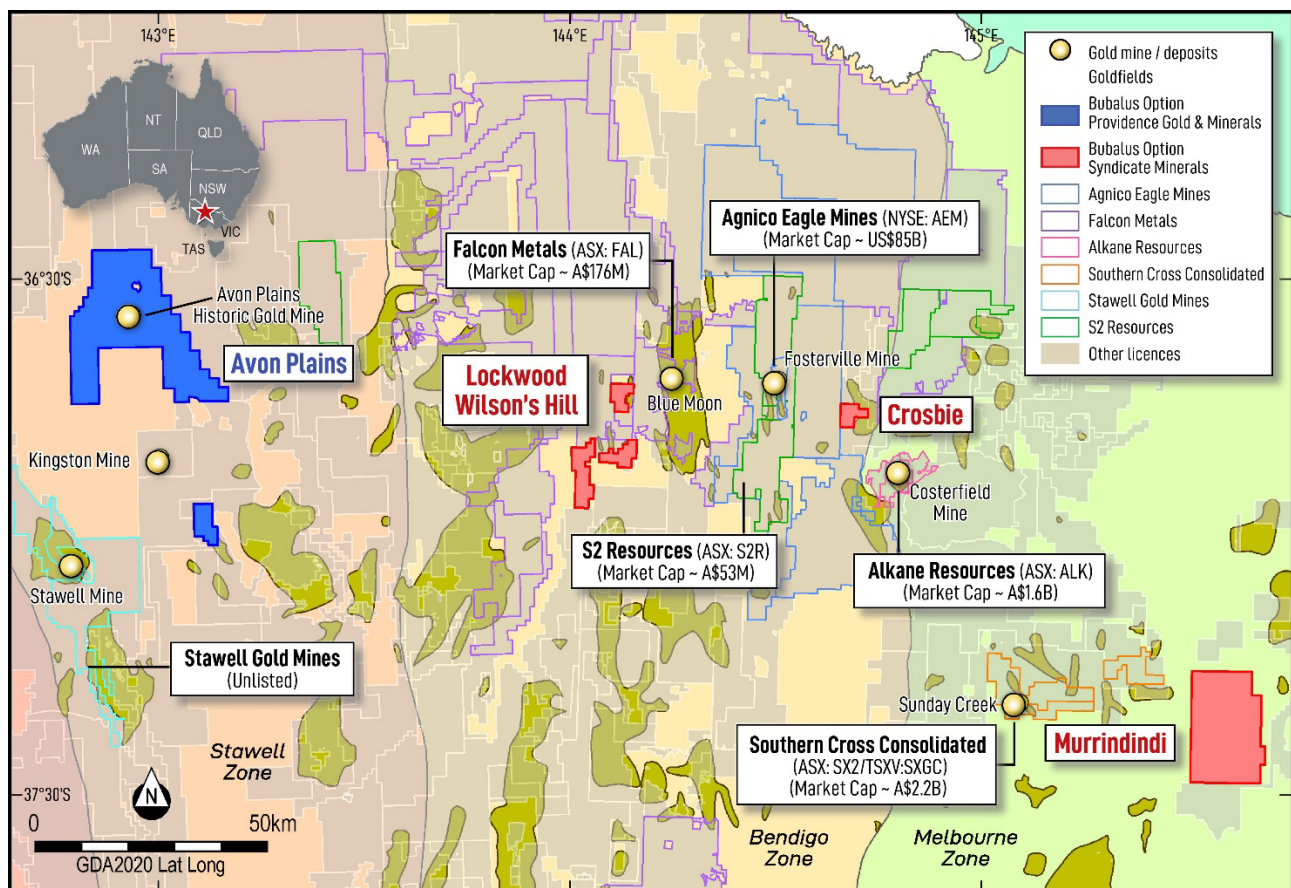 143°E
144°E
145°E
WA
NT
QLD
SA
NSW
VIC
TAS
36°30'S
Avon Plains
Historic Gold Mine
Avon Plains
Kingston Mine
Stawell Mine
Stawell Gold Mines
(Unlisted)
Stawell
Zone
N
37°30'S
0
50km
GDA2020 Lat Long
Falcon Metals (ASX: FAL)
(Market Cap ~ A$176M)
Lockwood
Wilson's Hill
Blue Moon
Agnico Eagle Mines (NYSE: AEM)
(Market Cap ~ US$85B)
Fosterville Mine
Crosbie
Costerfield
Mine
S2 Resources (ASX: S2R)
(Market Cap ~ A$53M)
Alkane Resources (ASX: ALK)
(Market Cap ~ A$1.6B)
Sunday Creek
Murrindindi
Southern Cross Consolidated
(ASX: SX2/TSXV:SXGC)
(Market Cap ~ A$2.2B)
Bendigo
Zone
Melbourne
Zone
Gold mine / deposits
Goldfields
Bubalus Option
Providence Gold & Minerals
Bubalus Option
Syndicate Minerals
Agnico Eagle Mines
Falcon Metals
Alkane Resources
Southern Cross Consolidated
Stawell Gold Mines
S2 Resources
Other licences